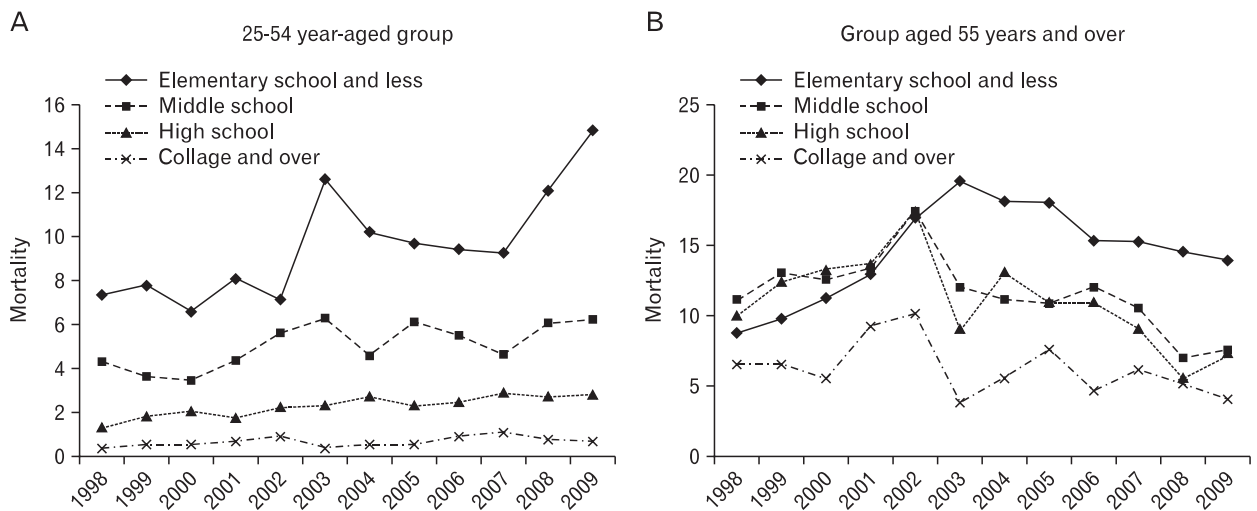 A
25-54 year-aged group
Elementary school and less
Middle school
High school
Collage and over
16
14
12
10
8
6
4
2
0
Mortality
1998
1999
2000
2001
2002
2003
2004
2005
2006
2007
2008
2009
B
Group aged 55 years and over
Elementary school and less
Middle school
High school
Collage and over
25
20
15
10
5
0
Mortality
1998
1999
2000
2001
2002
2003
2004
2005
2006
2007
2008
2009